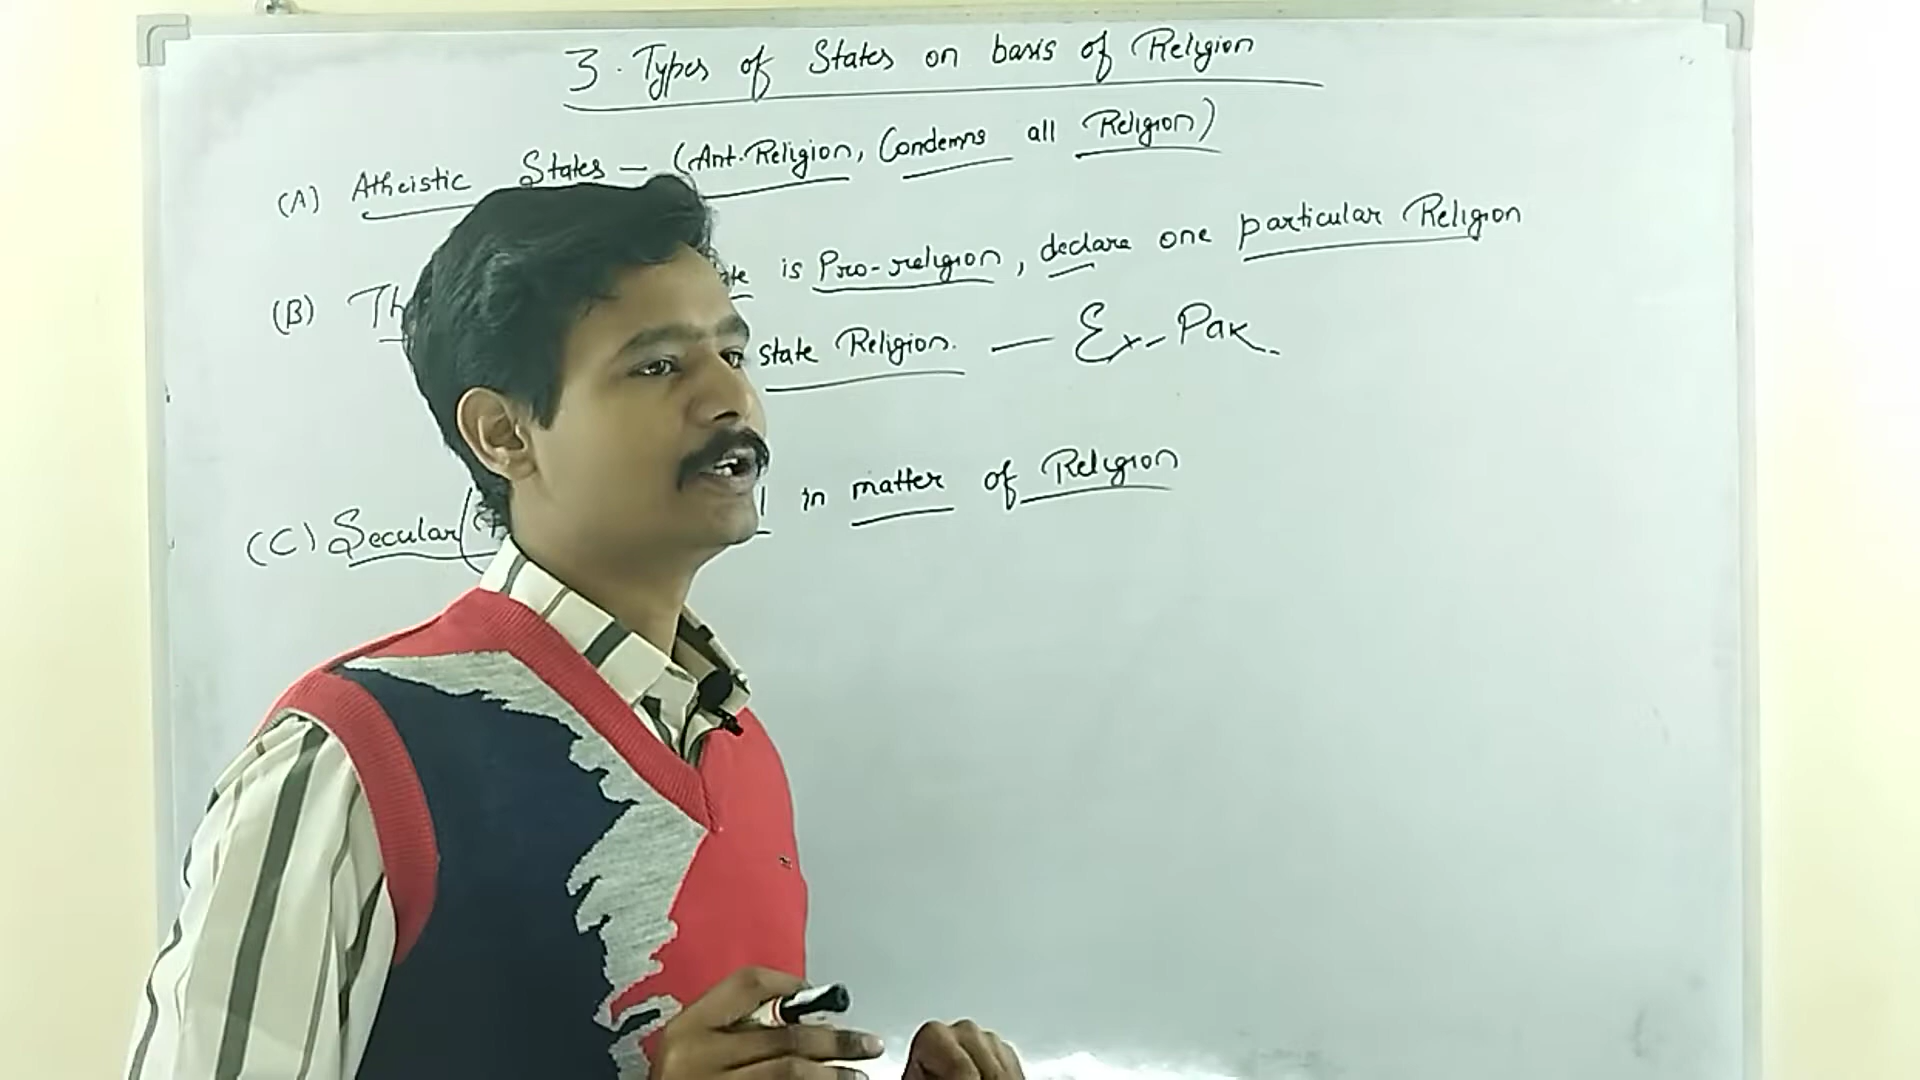 3. Types of States on basis of Religion
(A) Atheistic States — (Ant. Religion, Condemns all Religion)
(B) is Pro-religion, declare one particular Religion
state Religion. — Ex- Pak.
(C) Secular ( in matter of Religion